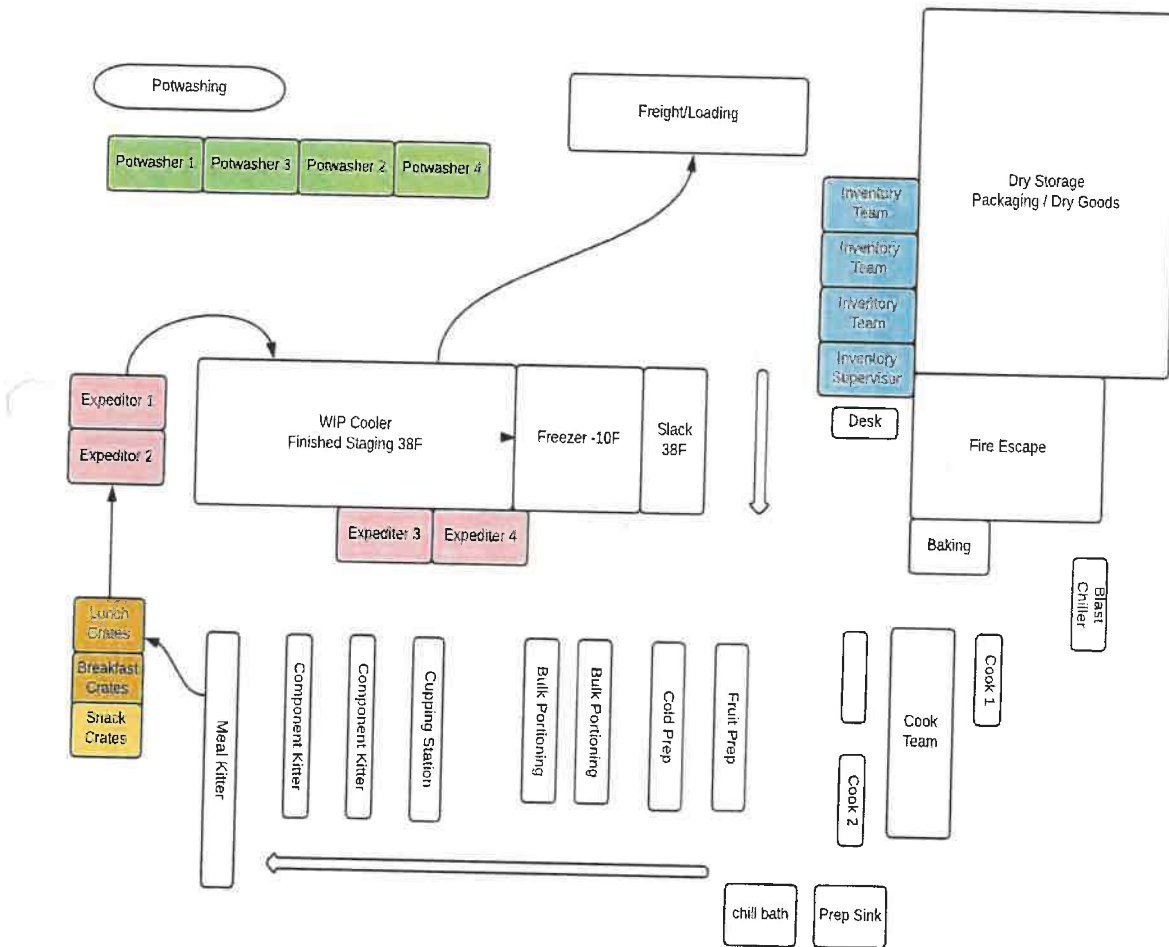 Potwashing
Freight/Loading
Potwasher 1
Potwasher 3
Potwasher 2
Potwasher 4
Dry Storage
Packaging / Dry Goods
Inventory
Team
Inventory
Team
Inventory
Team
Inventory
Supervisor
Desk
Fire Escape
Expeditor 1
Expeditor 2
WIP Cooler
Finished Staging 38F
Freezer -10F
Slack
38F
Expediter 3
Expediter 4
Baking
Blast
Chiller
Lunch
Crates
Breakfast
Crates
Snack
Crates
Meal Kitter
Component Kitter
Component Kitter
Cupping Station
Bulk Portioning
Bulk Portioning
Cold Prep
Fruit Prep
Cook 2
Cook
Team
Cook 1
chill bath
Prep Sink